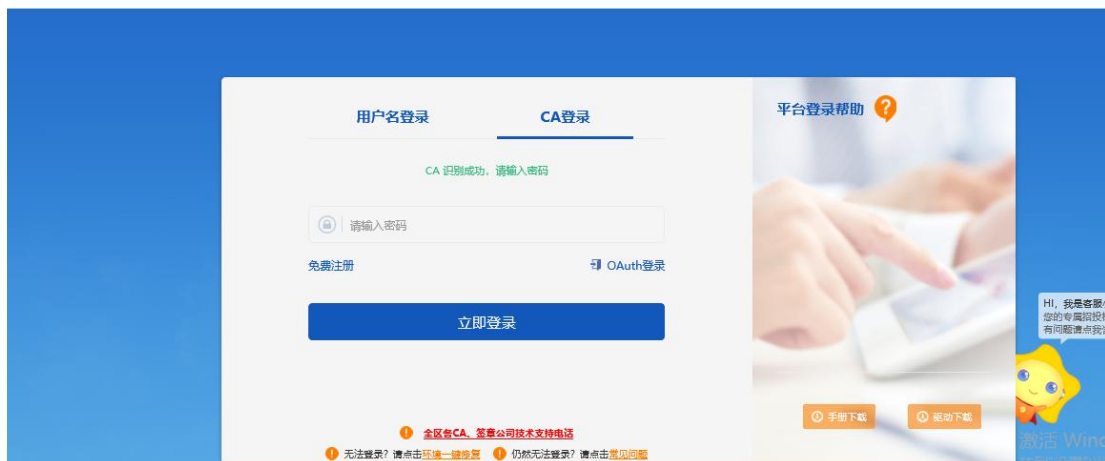 用户名登录
CA登录
CA 识别成功，请输入密码
请输入密码
免费注册
OAuth登录
立即登录
全区各CA、签章公司技术支持电话
无法登录？请点击环境一键修复
仍然无法登录？请点击常见问题
平台登录帮助
手册下载
驱动下载
HI，我是客服
您的专属招投
有问题请点我
激活 Wind